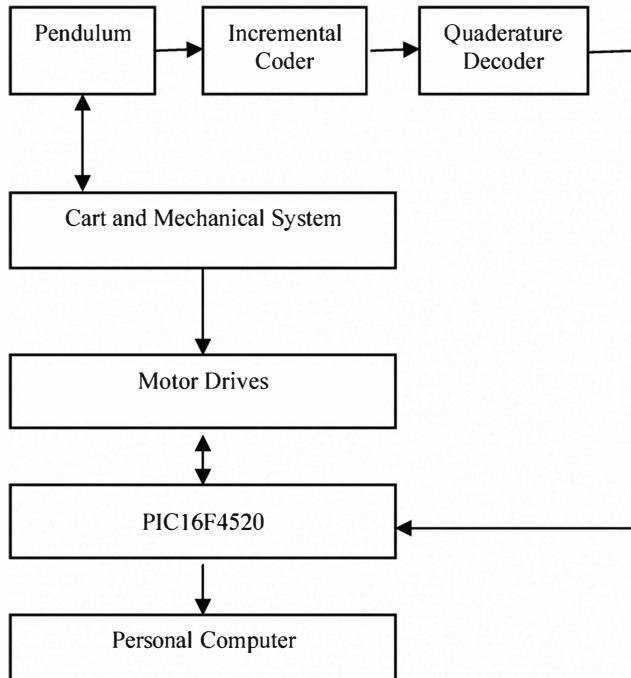 Pendulum
Incremental
Coder
Quaderature
Decoder
Cart and Mechanical System
Motor Drives
PIC16F4520
Personal Computer